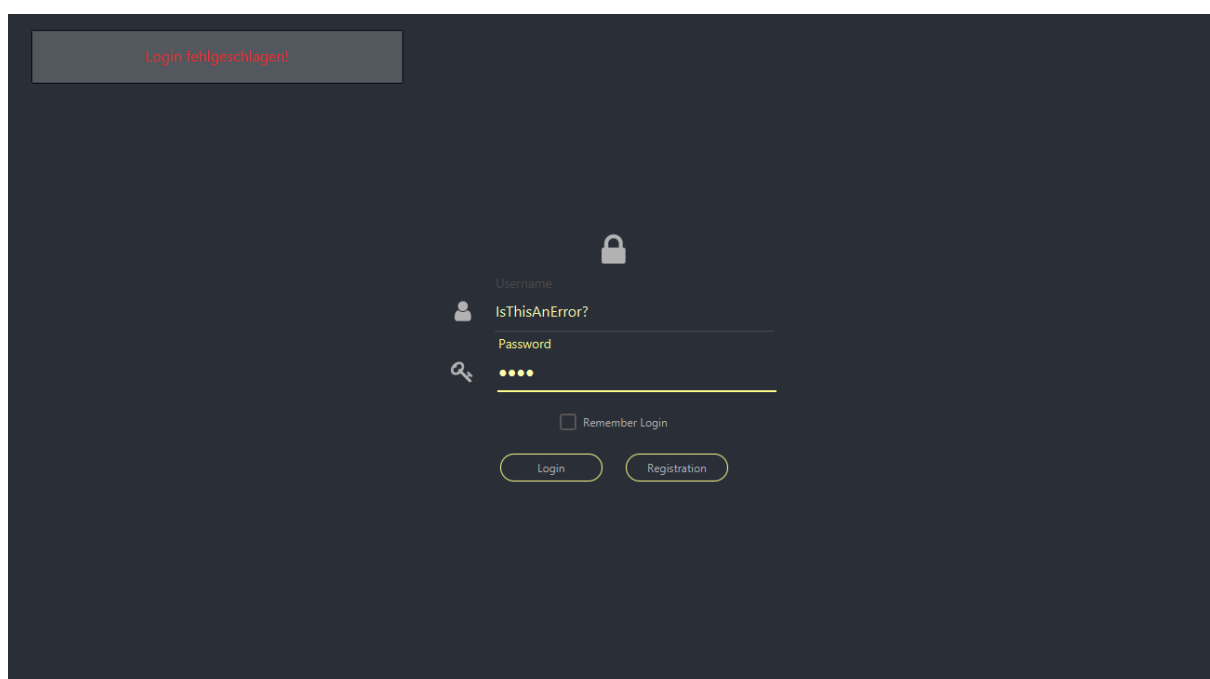 Login fehlgeschlagen!
Username
IsThisAnError?
Password
••••
Remember Login
Login Registration